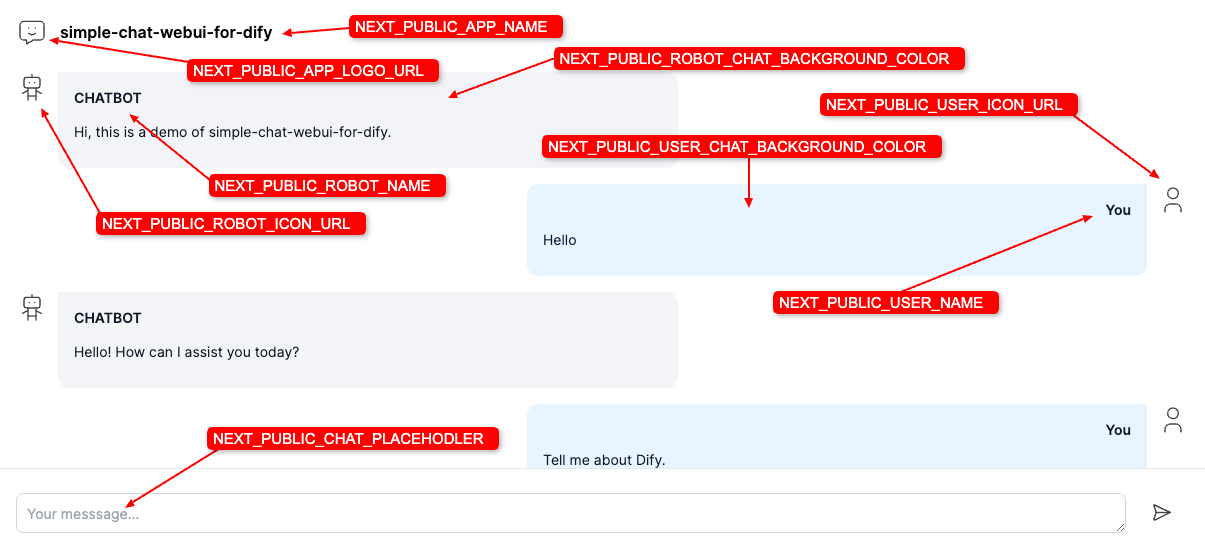 NEXT_PUBLIC_APP_NAME
simple-chat-webui-for-dify
NEXT_PUBLIC_ROBOT_CHAT_BACKGROUND_COLOR
NEXT_PUBLIC_APP_LOGO_URL
CHATBOT
NEXT_PUBLIC_USER_ICON_URL
Hi, this is a demo of simple-chat-webui-for-dify.
NEXT_PUBLIC_USER_CHAT_BACKGROUND_COLOR
NEXT_PUBLIC_ROBOT_NAME
You
NEXT_PUBLIC_ROBOT_ICON_URL
Hello
NEXT_PUBLIC_USER_NAME
CHATBOT
Hello! How can I assist you today?
You
NEXT_PUBLIC_CHAT_PLACEHODLER
Tell me about Dify.
Your messsage...